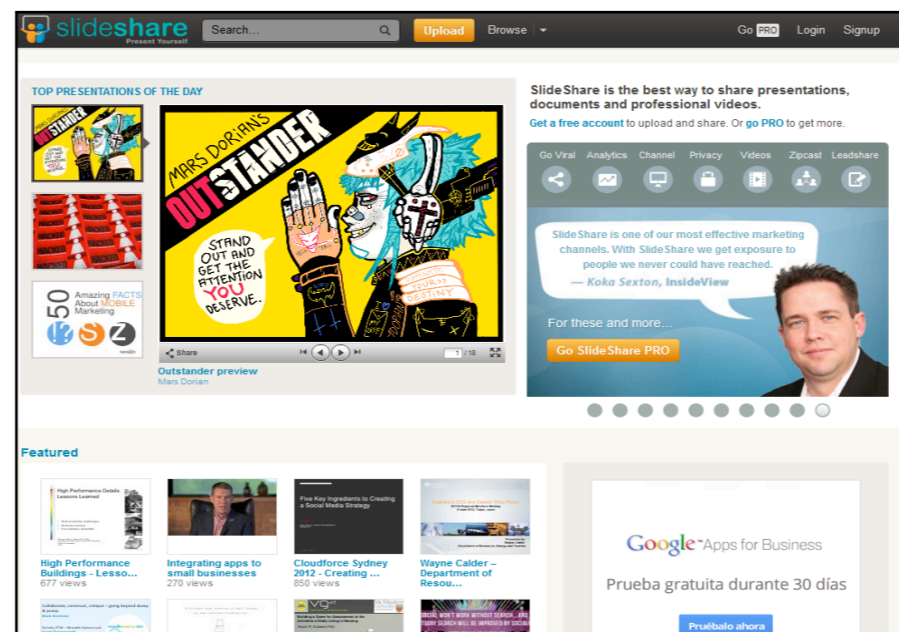 slideshare
Present Yourself
Search...
Upload
Browse
Go PRO
Login
Signup
TOP PRESENTATIONS OF THE DAY
MARS DORIAN'S
OUTSTANDER
STAND
OUT AND
GET THE
ATTENTION
YOU
DESERVE.
HACKED
50
Amazing FACTS
About MOBILE
Marketing
Share
1 / 18
Outstander preview
Mars Dorian
SlideShare is the best way to share presentations,
documents and professional videos.
Get a free account to upload and share. Or go PRO to get more.
Go Viral
Analytics
Channel
Privacy
Videos
Zipcast
Leadshare
SlideShare is one of our most effective marketing
channels. With SlideShare we get exposure to
people we never could have reached.
— Koka Sexton, InsideView
For these and more...
Go SlideShare PRO
Featured
High Performance Details
Lessons Learned
Five Key Ingredients to Creating
a Social Media Strategy
High Performance
Buildings - Lesso...
677 views
Integrating apps to
small businesses
270 views
Cloudforce Sydney
2012 - Creating ...
850 views
Wayne Calder –
Department of
Resou...
Google Apps for Business
Prueba gratuita durante 30 días
Pruébalo ahora